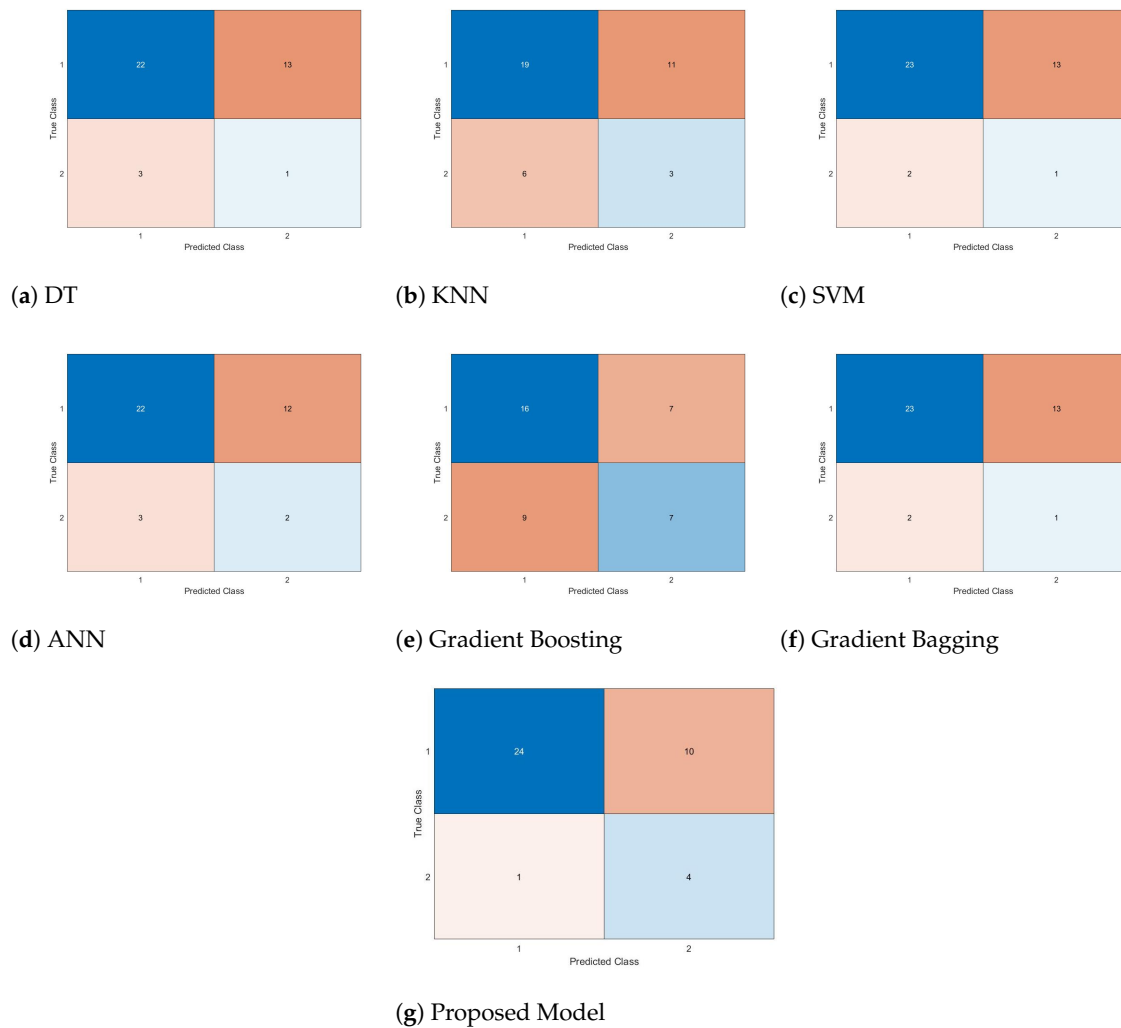 1
22
13
True Class
2
3
1
1
2
Predicted Class
(a) DT
1
19
11
True Class
2
6
3
1
2
Predicted Class
(b) KNN
1
23
13
True Class
2
2
1
1
2
Predicted Class
(c) SVM
1
22
12
True Class
2
3
2
1
2
Predicted Class
(d) ANN
1
16
7
True Class
2
9
7
1
2
Predicted Class
(e) Gradient Boosting
1
23
13
True Class
2
2
1
1
2
Predicted Class
(f) Gradient Bagging
1
24
10
True Class
2
1
4
1
2
Predicted Class
(g) Proposed Model